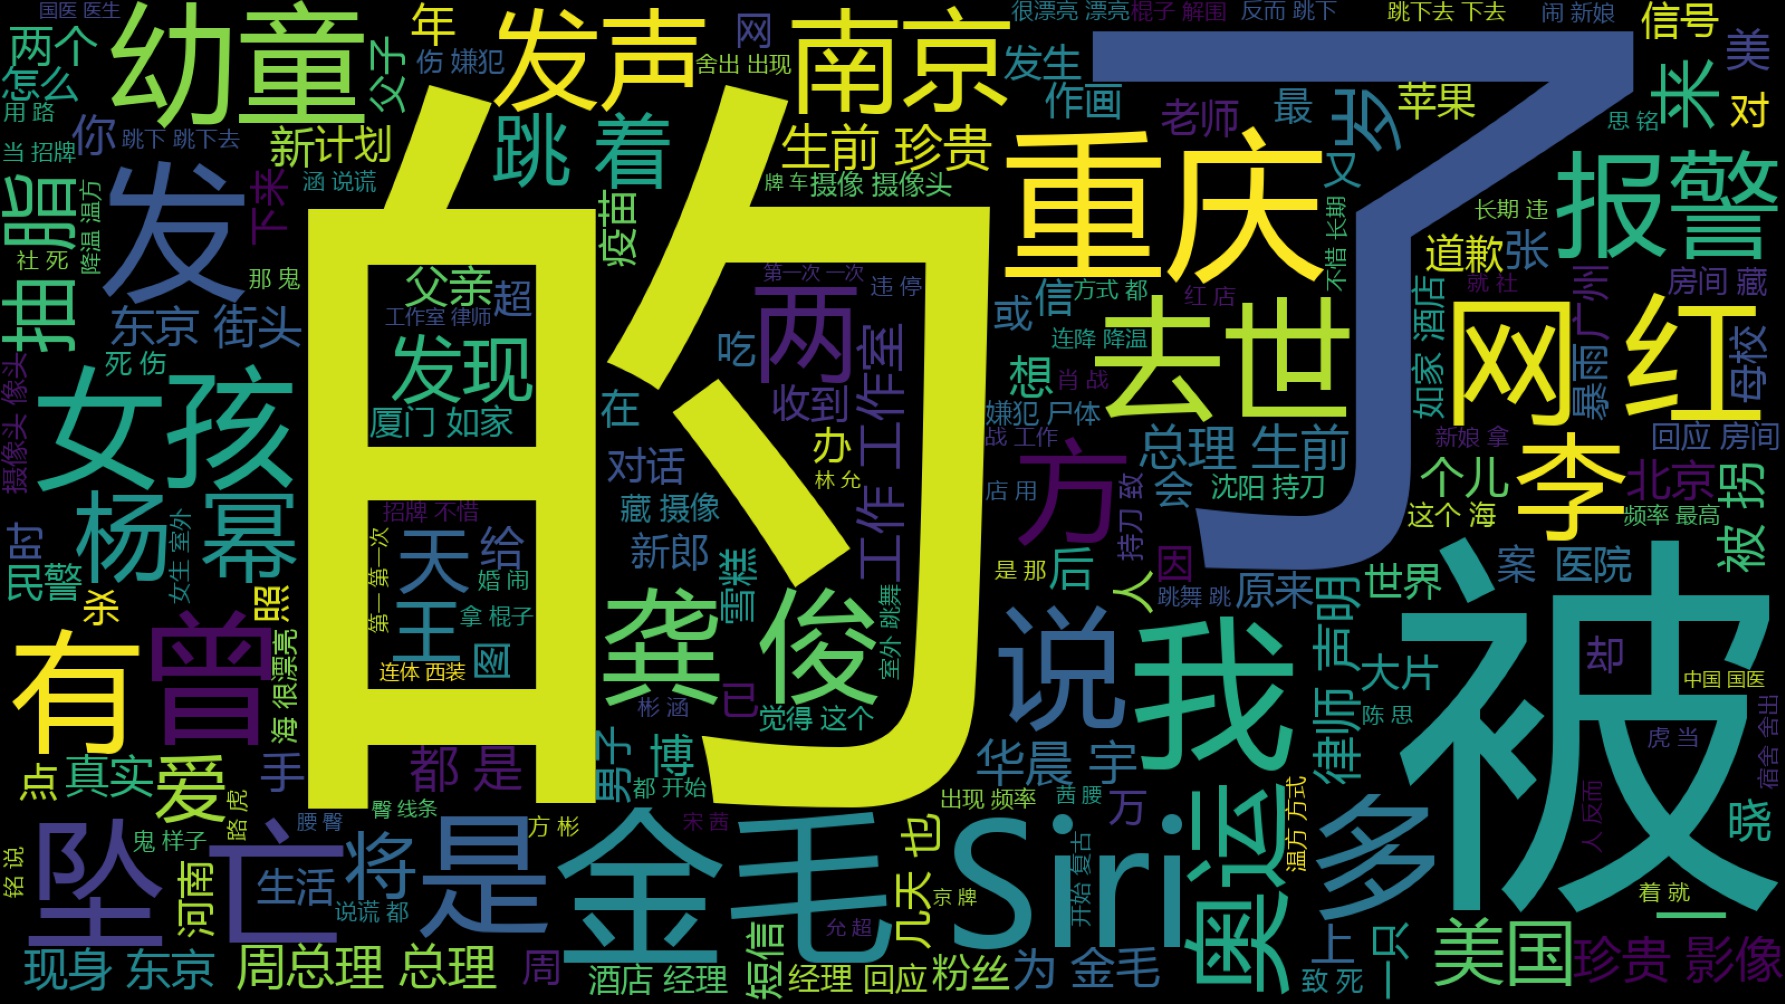 国医 医生
很漂亮 漂亮
棍子 解围
反而 跳下
跳下去 下去
闹 新娘
信号
两个
幼童
父子
年
伤 嫌犯
发声
网
舍出 出现
南京
发生
美
怎么
用 路
作画
老师
最
岁
苹果
来
对
思 铭
当 招牌
你
跳下 跳下去
新计划
跳 着
生前 珍贵
重庆
又
了
报警
抽脂
降温 温方
发
下来
涵 说谎
的
疫苗
牌 车
摄像 摄像头
不惜 长期
长期 违
道歉
张
社 死
那 鬼
父亲
超
第一次 一次
违 停
信
方式 都
红 店
如家 酒店
广州
就 社
房间 藏
东京 街头
工作室 律师
发现
两
工作 工作室
或
连降 降温
去世
网红
暴雨
母校
死 伤
摄像头 像头
女孩
厦门 如家
吃
收到
在
想
肖 战
嫌犯 尸体
战 工作
总理 生前
新娘 拿
回应 房间
李
办
林 允
对话
藏 摄像
方
店 用
会
沈阳 持刀
个儿
这个 海
北京
频率 最高
被 拐
时
杨 幂
女生 室外
招牌 不惜
第一 第一次
天
给
婚 闹
新郎
雪糕
是 那
后
持刀 致
人
因
跳舞 跳
原来
世界
案
医院
民警
杀
照
王
拿 棍子
图
连体 西装
龚 俊
室外 跳舞
说
我
律师 声明
被
却
大片
中国 国医
有
曾
海 很漂亮
彬 涵
已
觉得 这个
陈 思
虎 当
宿舍 舍出
点
真实
爱
手
都 是
男子
博
都 开始
华晨 宇
出现 频率
茜 腰
万
温方 方式
人 反而
晓
路 虎
鬼 样子
腰 臀
臀 线条
方 彬
宋 茜
也
铭 说
坠亡
河南
生活
将
说谎 都
是
金毛
允 超
几天
京 牌
Siri
开始 复古
奥运
多
着 就
一
现身 东京
周总理 总理
周
酒店 经理
短信
经理 回应
粉丝
为 金毛
上
致 死
一只
美国
珍贵 影像